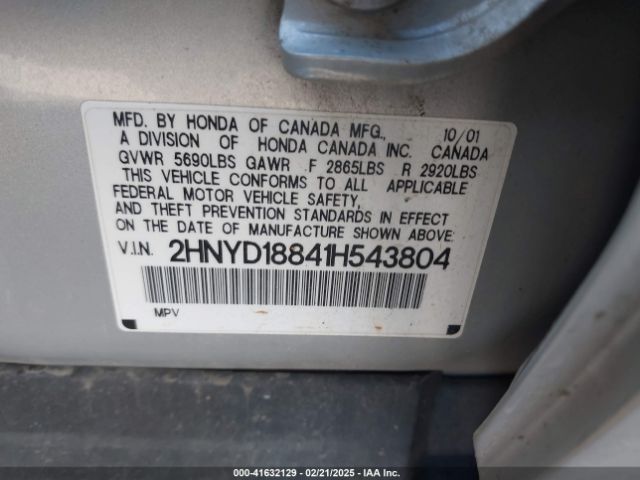 MFD. BY HONDA OF CANADA MFG., 10/01
A DIVISION OF HONDA CANADA INC. CANADA
GVWR 5690LBS GAWR F 2865LBS R 2920LBS
THIS VEHICLE CONFORMS TO ALL APPLICABLE
FEDERAL MOTOR VEHICLE SAFETY,
AND THEFT PREVENTION STANDARDS IN EFFECT
ON THE DATE OF MANUFACTURE SHOWN ABOVE.
V.I.N. 2HNYD18841H543804
MPV
000-41632129 - 02/21/2025 - IAA Inc.